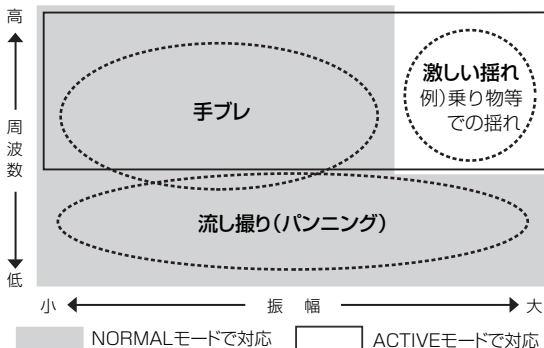 高
周波数
低
手ブレ
激しい揺れ
例)乗り物等
での揺れ
流し撮り(パンニング)
小 振幅 大
NORMALモードで対応 ACTIVEモードで対応